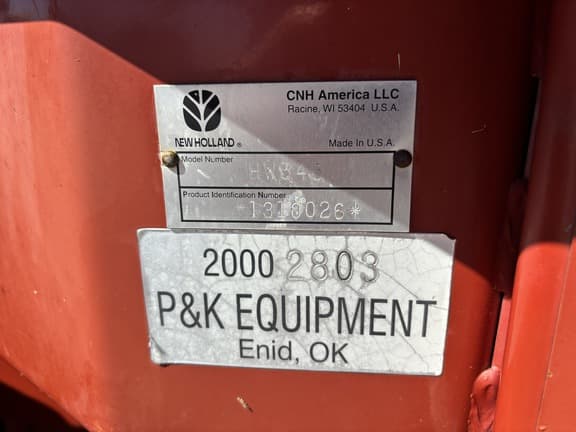 CNH America LLC
Racine, WI 53404 U.S.A.
NEW HOLLAND®
Made in U.S.A.
Model Number
Product Identification Number
*1310026*
2000 2803
P&K EQUIPMENT
Enid, OK